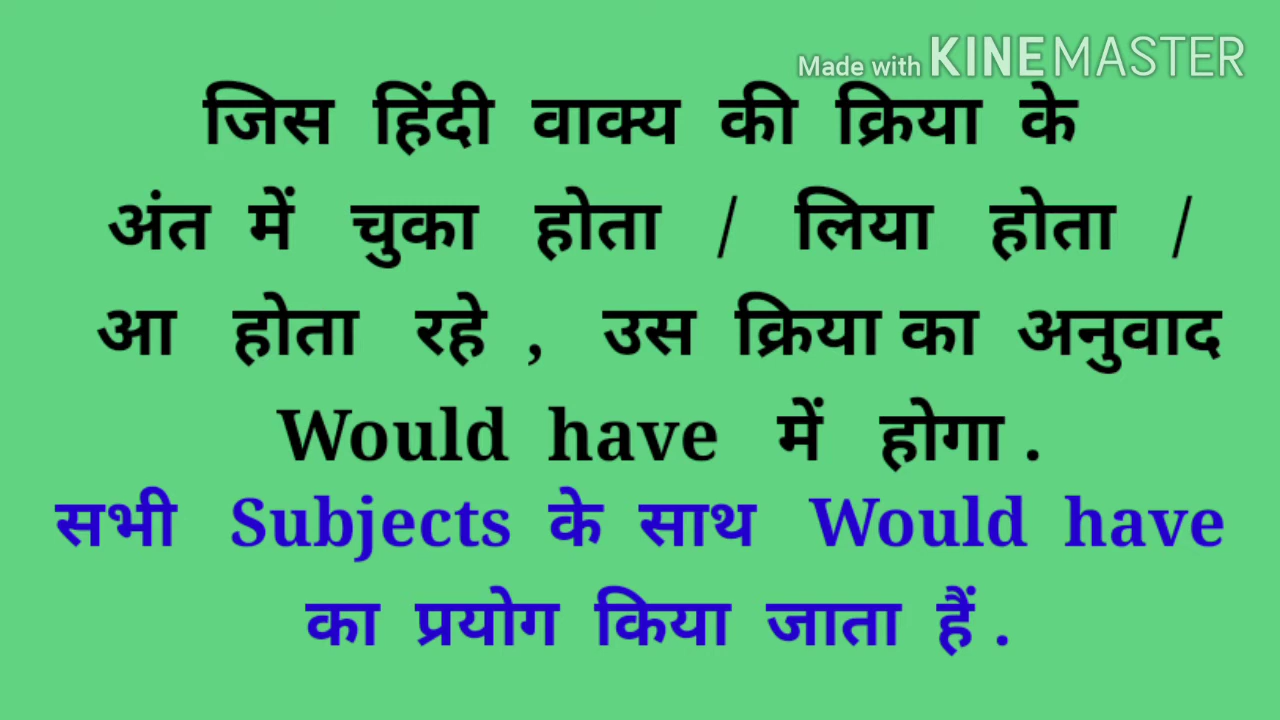 Made with KINEMASTER
जिस हिंदी वाक्य की क्रिया के
अंत में चुका होता / लिया होता /
आ होता रहे , उस क्रिया का अनुवाद
Would have में होगा .
सभी Subjects के साथ Would have
का प्रयोग किया जाता हैं .